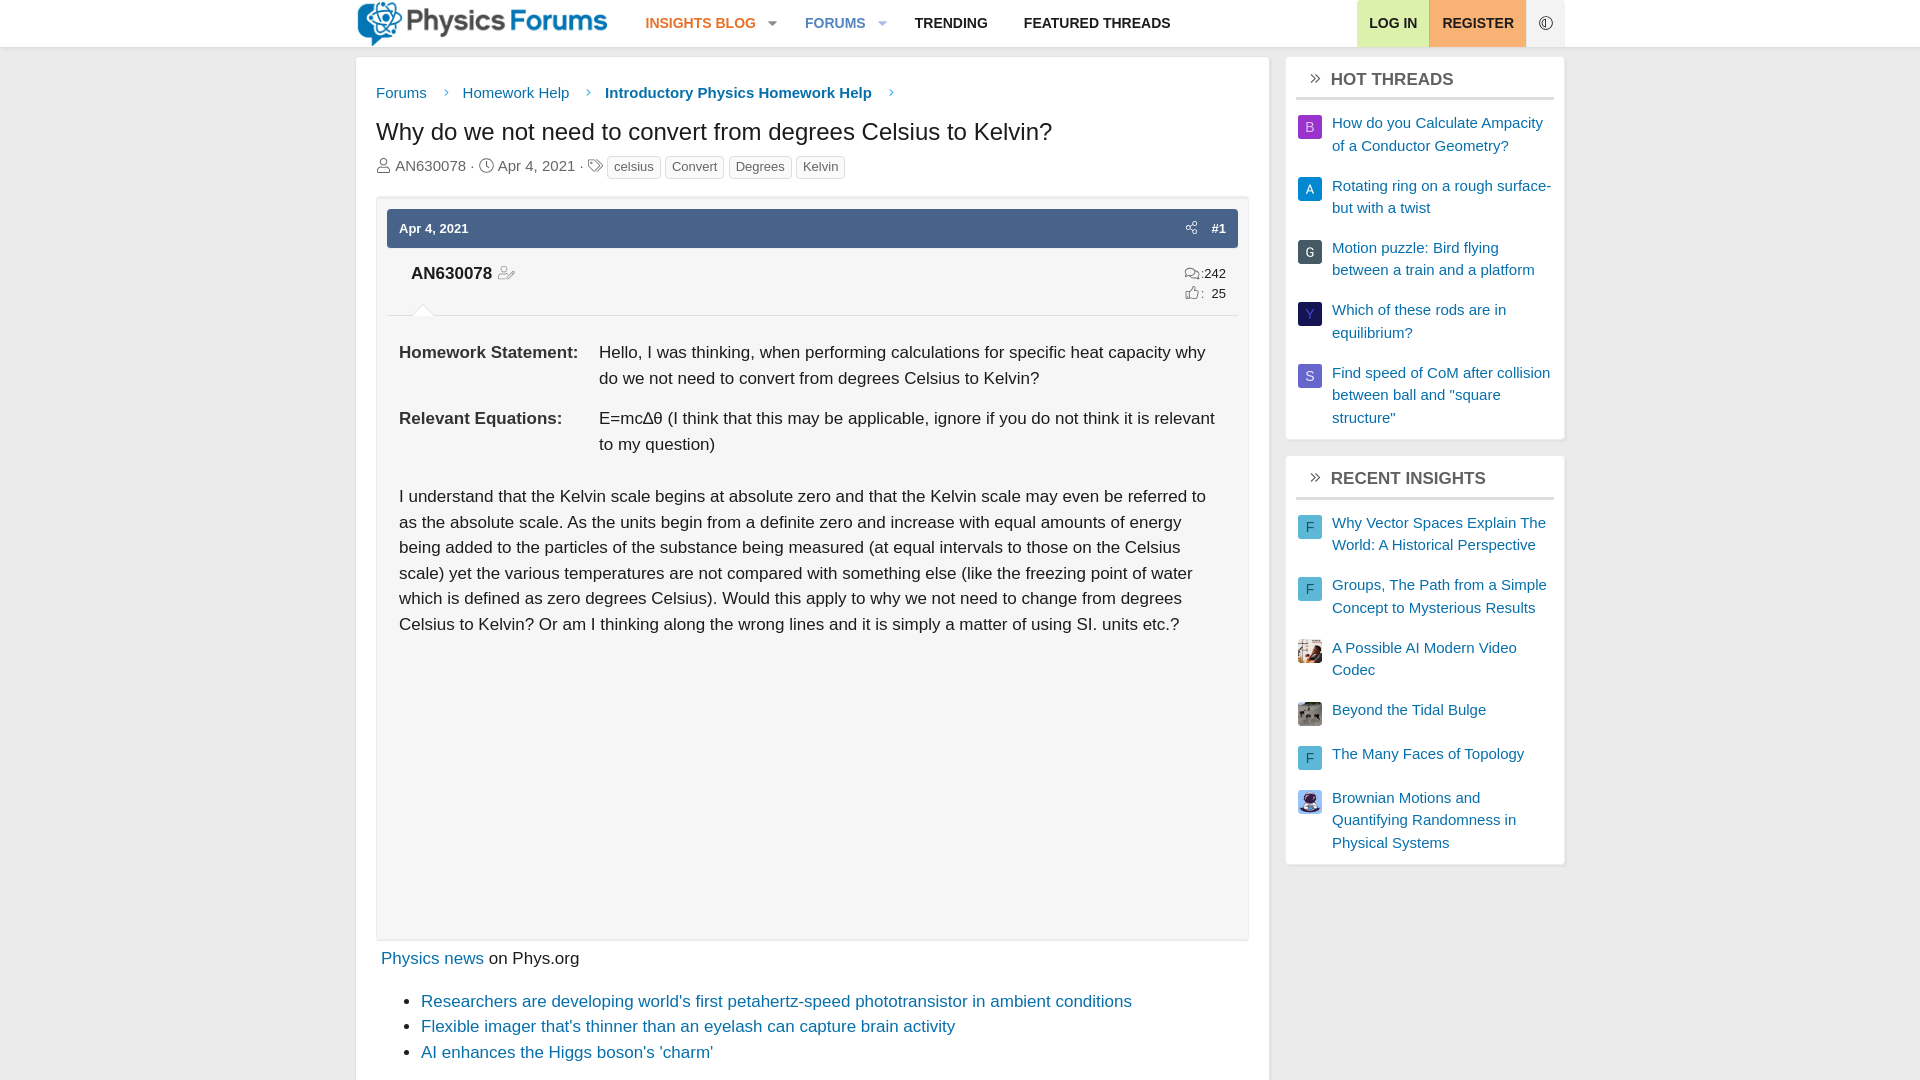 Physics Forums
INSIGHTS BLOG
FORUMS
TRENDING
FEATURED THREADS
LOG IN
REGISTER
Forums
Homework Help
Introductory Physics Homework Help
Why do we not need to convert from degrees Celsius to Kelvin?
AN630078 · Apr 4, 2021 · celsius Convert Degrees Kelvin
Apr 4, 2021
#1
AN630078
:242
: 25
Homework Statement:
Hello, I was thinking, when performing calculations for specific heat capacity why
do we not need to convert from degrees Celsius to Kelvin?
Relevant Equations:
E=mcΔθ (I think that this may be applicable, ignore if you do not think it is relevant
to my question)
I understand that the Kelvin scale begins at absolute zero and that the Kelvin scale may even be referred to
as the absolute scale. As the units begin from a definite zero and increase with equal amounts of energy
being added to the particles of the substance being measured (at equal intervals to those on the Celsius
scale) yet the various temperatures are not compared with something else (like the freezing point of water
which is defined as zero degrees Celsius). Would this apply to why we not need to change from degrees
Celsius to Kelvin? Or am I thinking along the wrong lines and it is simply a matter of using SI. units etc.?
Physics news on Phys.org
• Researchers are developing world's first petahertz-speed phototransistor in ambient conditions
• Flexible imager that's thinner than an eyelash can capture brain activity
• AI enhances the Higgs boson's 'charm'
HOT THREADS
B
How do you Calculate Ampacity
of a Conductor Geometry?
A
Rotating ring on a rough surface-
but with a twist
G
Motion puzzle: Bird flying
between a train and a platform
Y
Which of these rods are in
equilibrium?
S
Find speed of CoM after collision
between ball and "square
structure"
RECENT INSIGHTS
F
Why Vector Spaces Explain The
World: A Historical Perspective
F
Groups, The Path from a Simple
Concept to Mysterious Results
A Possible AI Modern Video
Codec
Beyond the Tidal Bulge
F
The Many Faces of Topology
Brownian Motions and
Quantifying Randomness in
Physical Systems